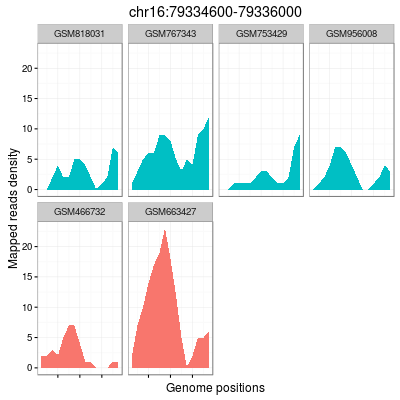 chr16:79334600-79336000
GSM818031 GSM767343 GSM753429 GSM956008
20
15
10
5
0
Mapped reads density
GSM466732 GSM663427
20
15
10
5
0
Genome positions